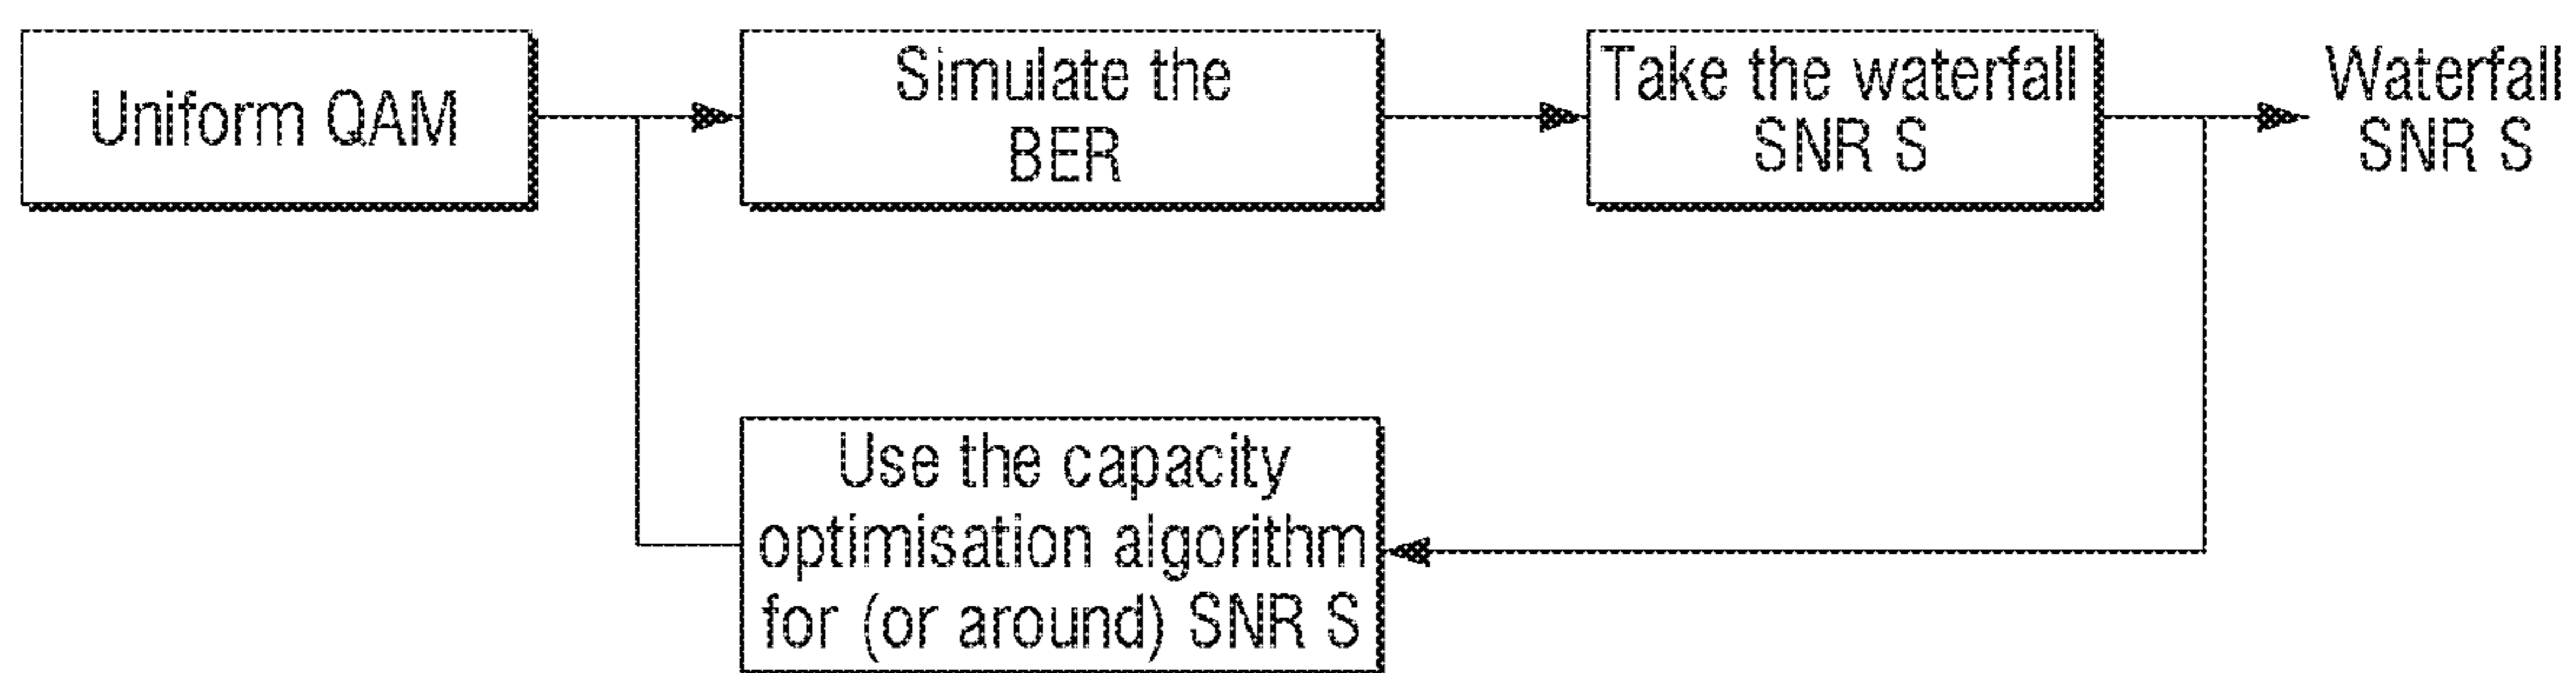 Uniform QAM
Simulate the
BER
Take the waterfall
SNR S
Waterfall
SNR S
Use the capacity
optimisation algorithm
for (or around) SNR S